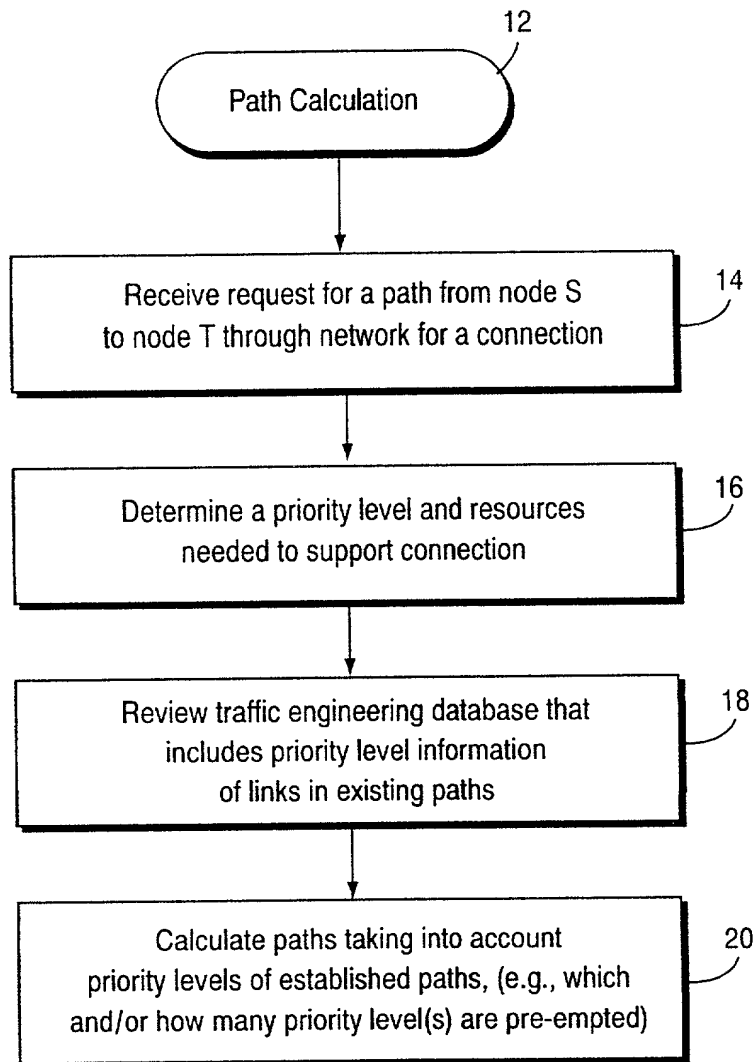 12
Path Calculation
14
Receive request for a path from node S
to node T through network for a connection
16
Determine a priority level and resources
needed to support connection
18
Review traffic engineering database that
includes priority level information
of links in existing paths
20
Calculate paths taking into account
priority levels of established paths, (e.g., which
and/or how many priority level(s) are pre-empted)